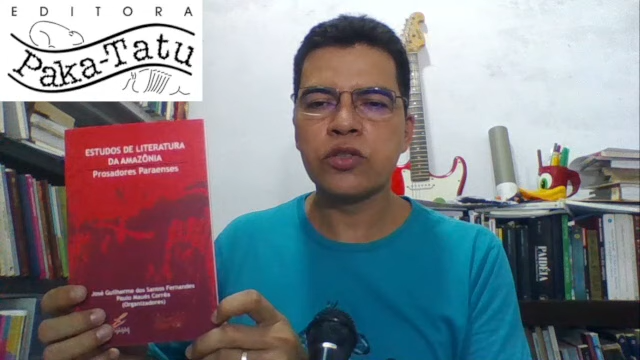 EDITORA
Paka-Tatu
ESTUDOS DE LITERATURA
DA AMAZÔNIA
Prosadores Paraenses
José Guilherme dos Santos Fernandes
Paulo Maués Corrêa
(Organizadores)
PAIDÉIA